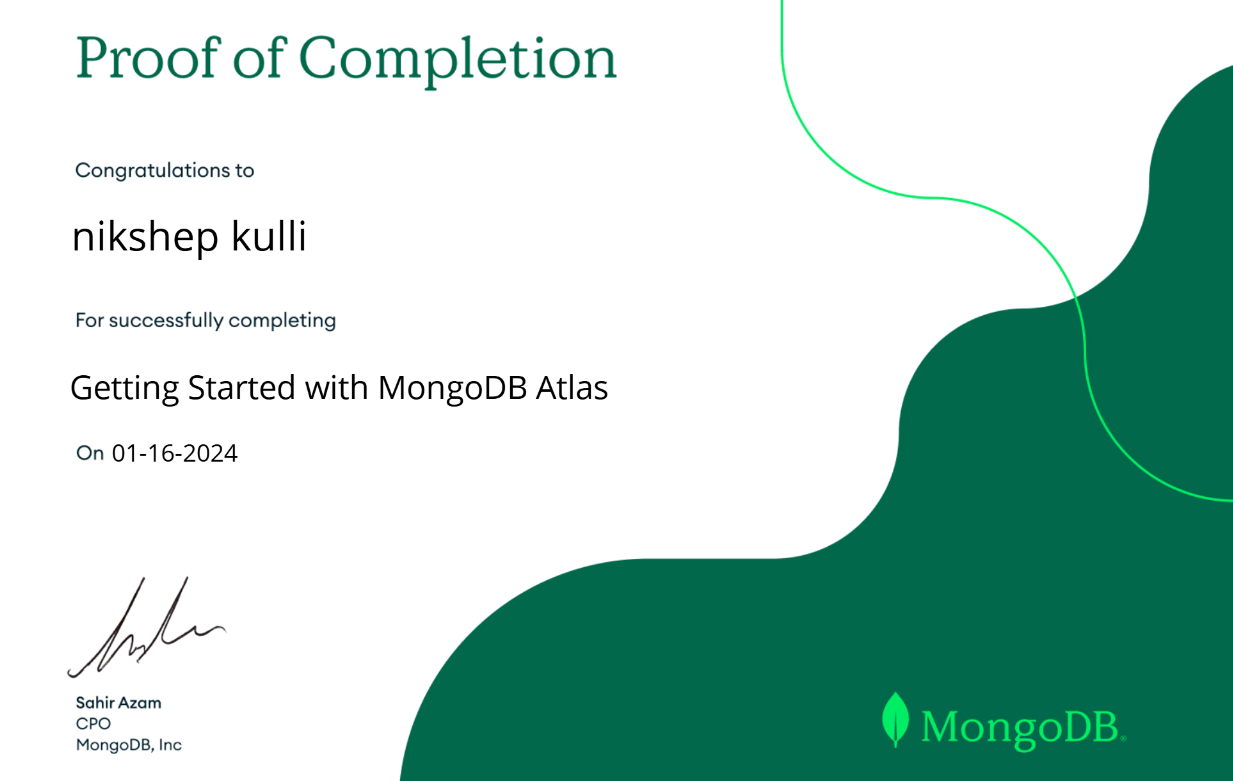 Proof of Completion
Congratulations to
nikshep kulli
For successfully completing
Getting Started with MongoDB Atlas
On 01-16-2024
Sahir Azam
CPO
MongoDB, Inc
MongoDB®